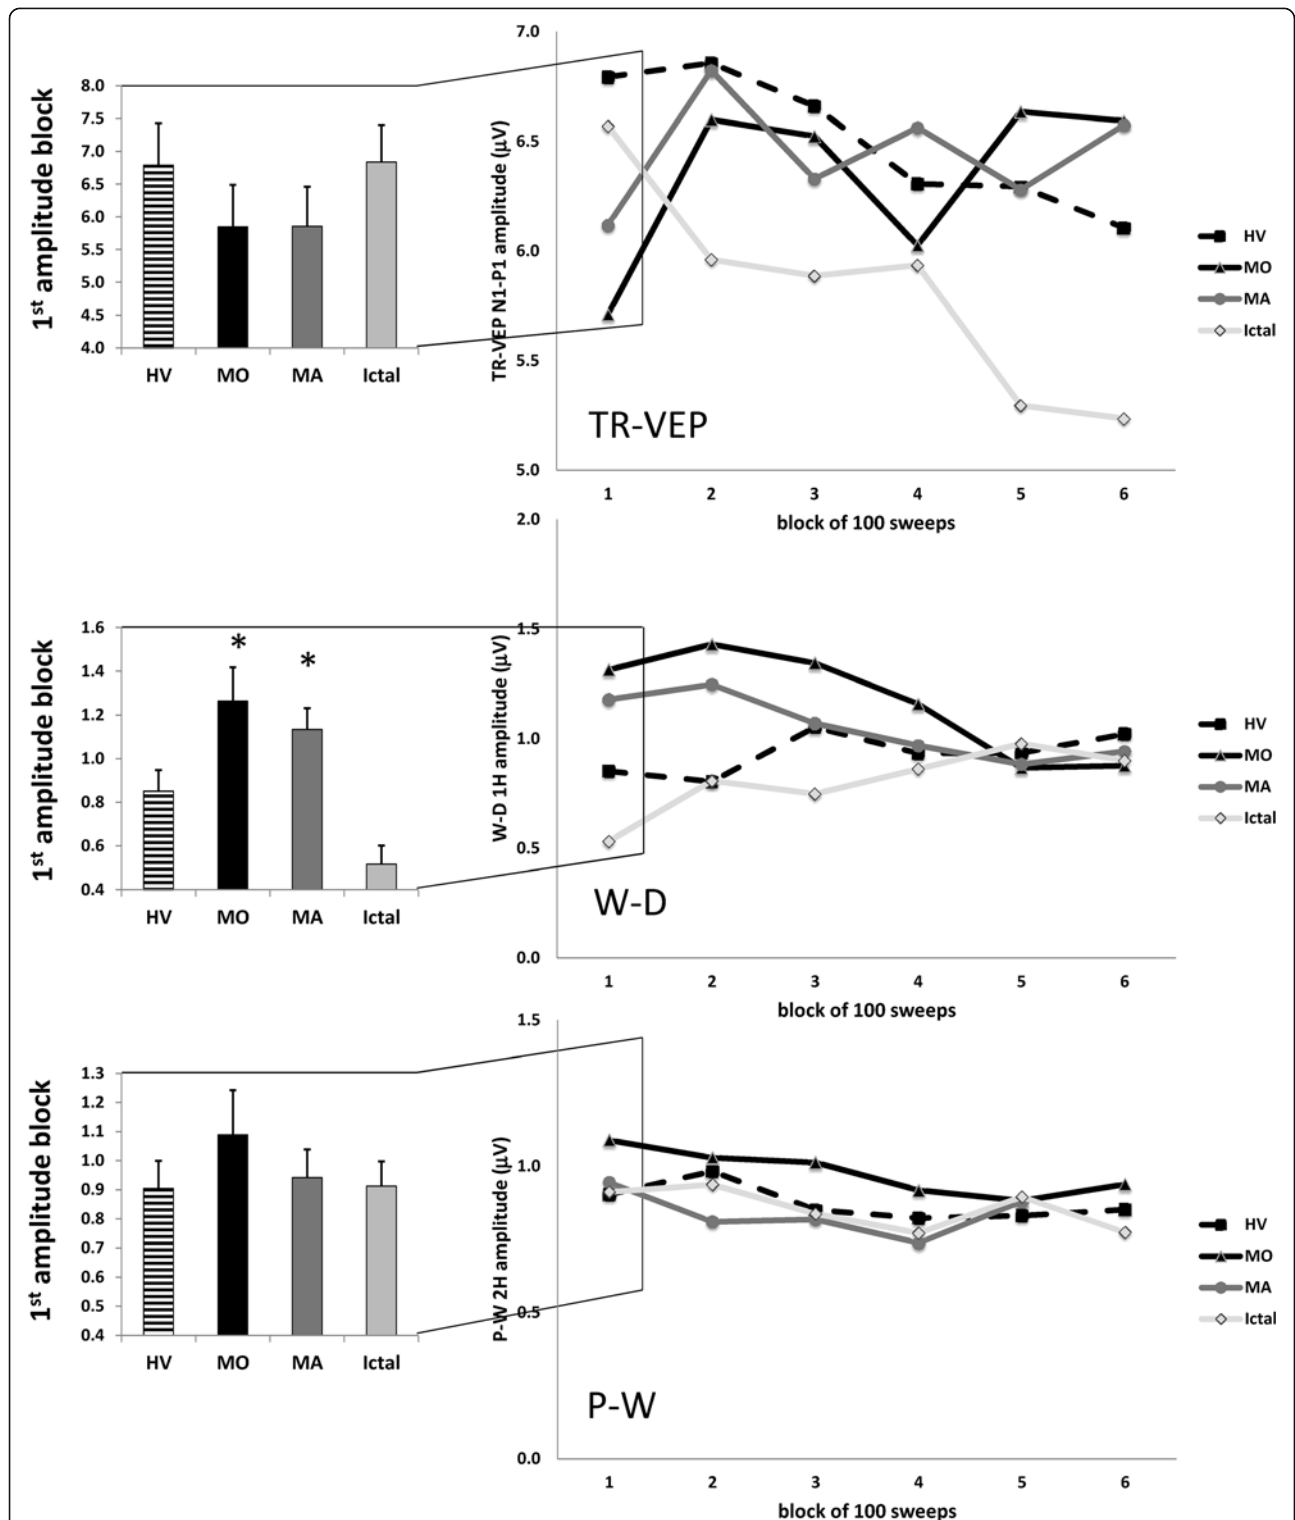 1st amplitude block
8.0
7.5
7.0
6.5
6.0
5.5
5.0
4.5
4.0
HV MO MA Ictal
TR-VEP N1-P1 amplitude (μV)
7.0
6.5
6.0
5.5
5.0
TR-VEP
1 2 3 4 5 6
block of 100 sweeps
HV
MO
MA
Ictal
1st amplitude block
1.6
1.4
1.2
1.0
0.8
0.6
0.4
* *
HV MO MA Ictal
W-D 1H amplitude (μV)
2.0
1.5
1.0
0.5
0.0
W-D
1 2 3 4 5 6
block of 100 sweeps
HV
MO
MA
Ictal
1st amplitude block
1.3
1.2
1.1
1.0
0.9
0.8
0.7
0.6
0.5
0.4
HV MO MA Ictal
P-W 2H amplitude (μV)
1.5
1.0
0.5
0.0
P-W
1 2 3 4 5 6
block of 100 sweeps
HV
MO
MA
Ictal